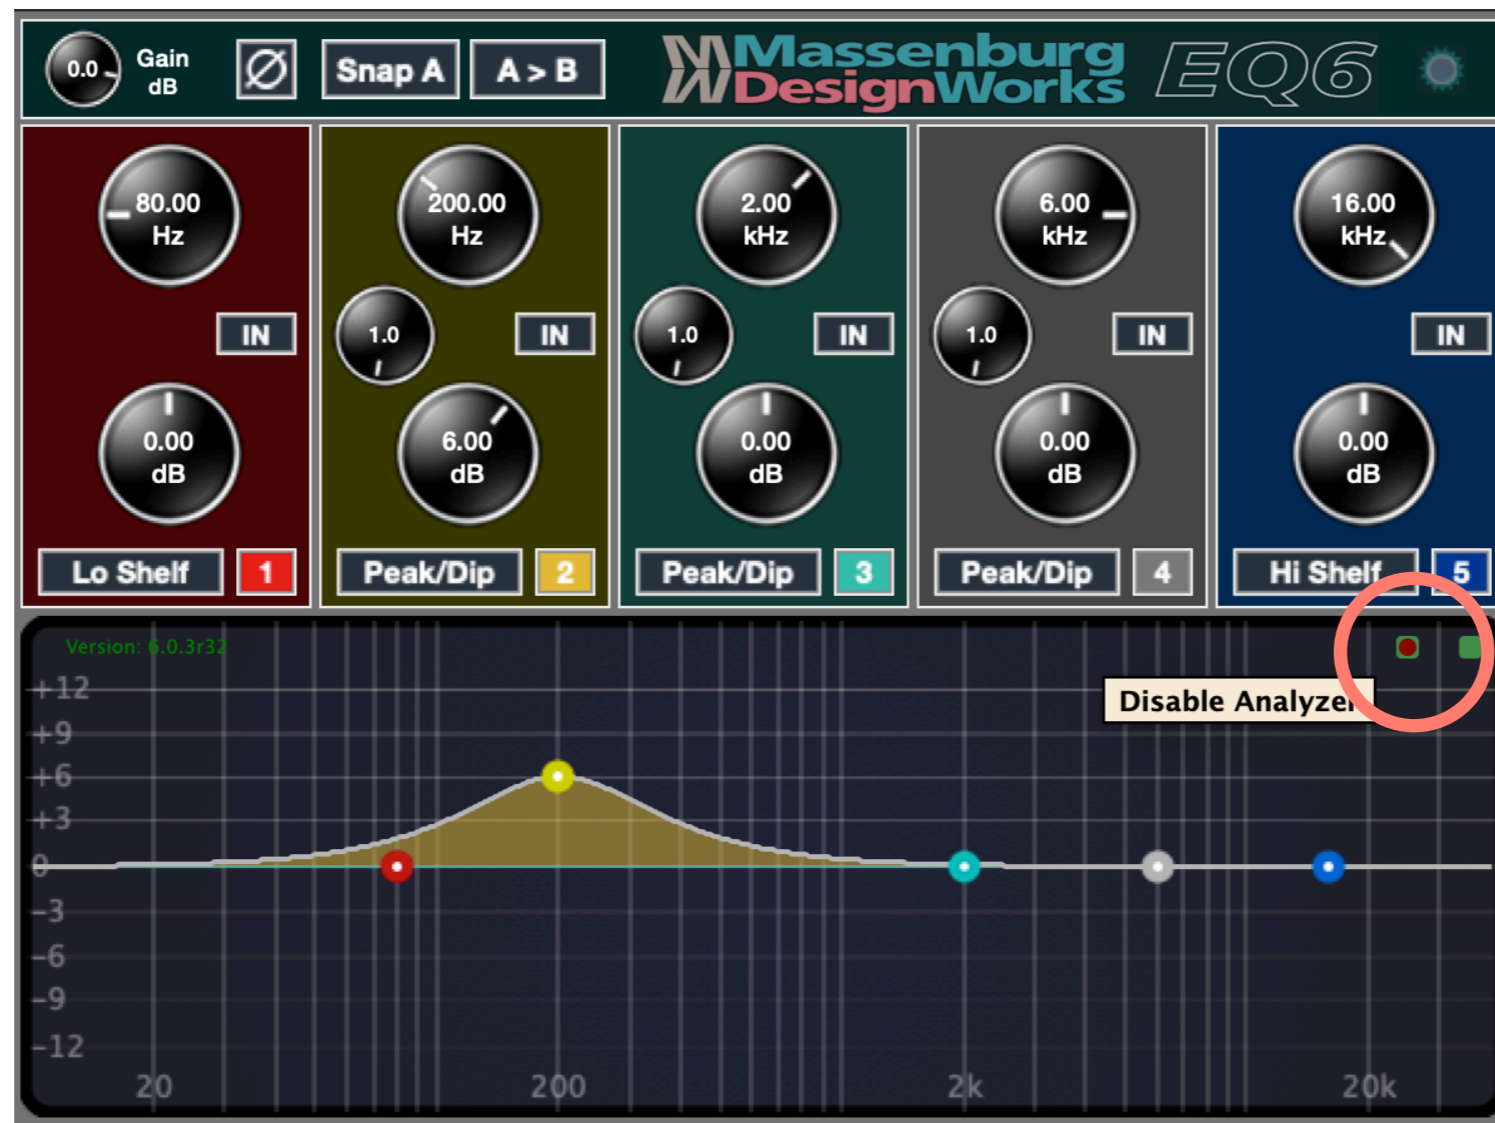 0.0
Gain
dB
Ø
Snap A
A > B
Massenburg
DesignWorks
EQ6
80.00
Hz
200.00
Hz
2.00
kHz
6.00
kHz
16.00
kHz
IN
1.0
IN
1.0
IN
1.0
IN
IN
0.00
dB
6.00
dB
0.00
dB
0.00
dB
0.00
dB
Lo Shelf
1
Peak/Dip
2
Peak/Dip
3
Peak/Dip
4
Hi Shelf
5
Version: 6.0.3r32
Disable Analyzer
+12
+9
+6
+3
0
-3
-6
-9
-12
20
200
2k
20k